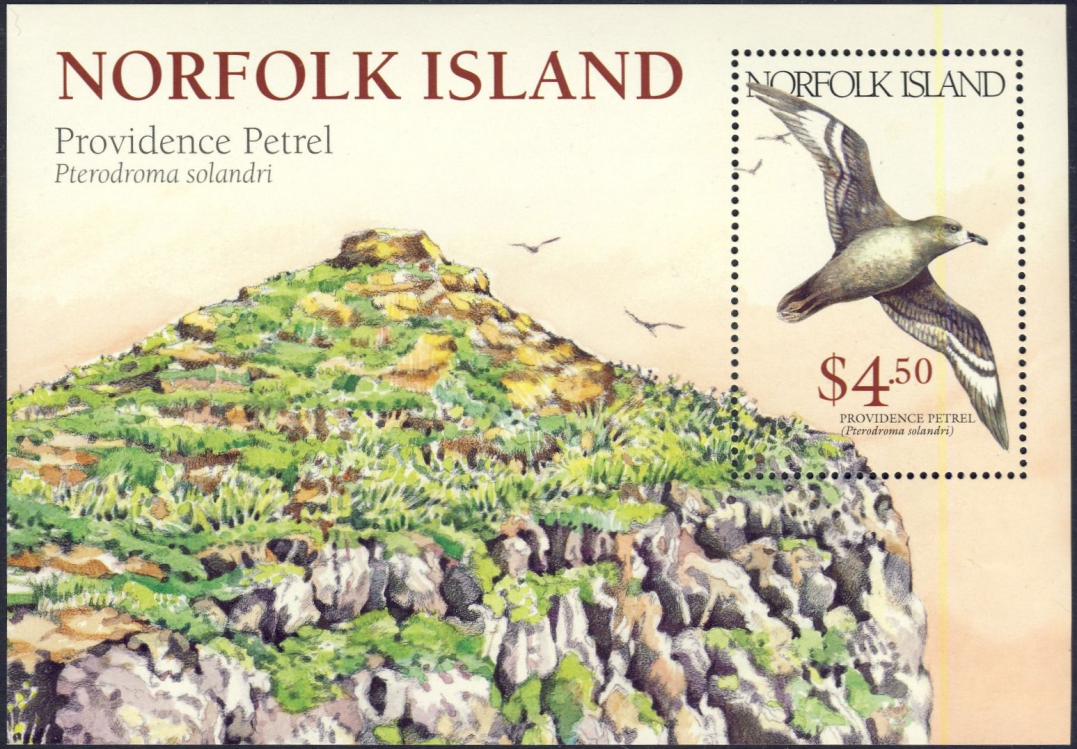 NORFOLK ISLAND
Providence Petrel
Pterodroma solandri
NORFOLK ISLAND
$4.50
PROVIDENCE PETREL
(Pterodroma solandri)